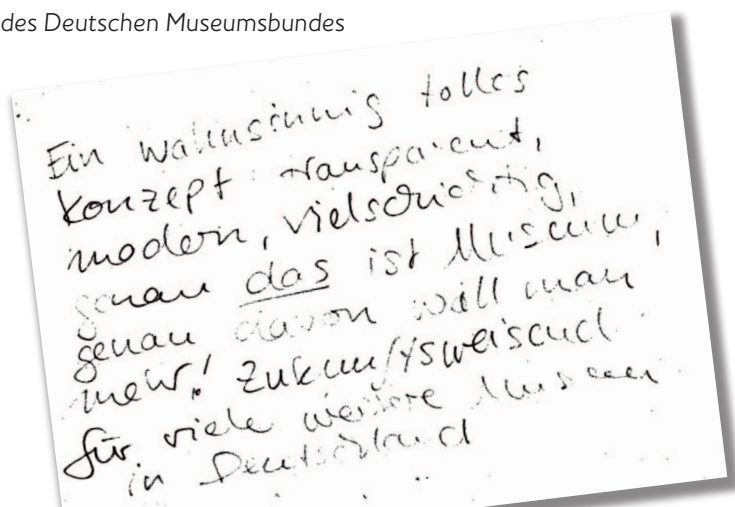 des Deutschen Museumsbundes
Ein wahnsinnig tolles
Konzept: transparent,
modern, vielschichtig,
genau das ist Museum,
genau davon will man
mehr! Zukunftsweisend
für viele weitere Museen
in Deutschland